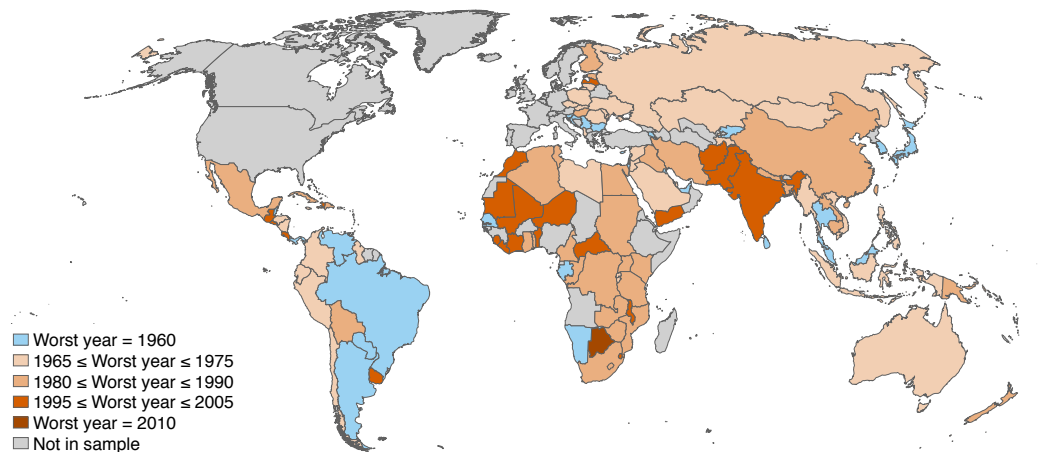 Worst year = 1960
1965 ≤ Worst year ≤ 1975
1980 ≤ Worst year ≤ 1990
1995 ≤ Worst year ≤ 2005
Worst year = 2010
Not in sample